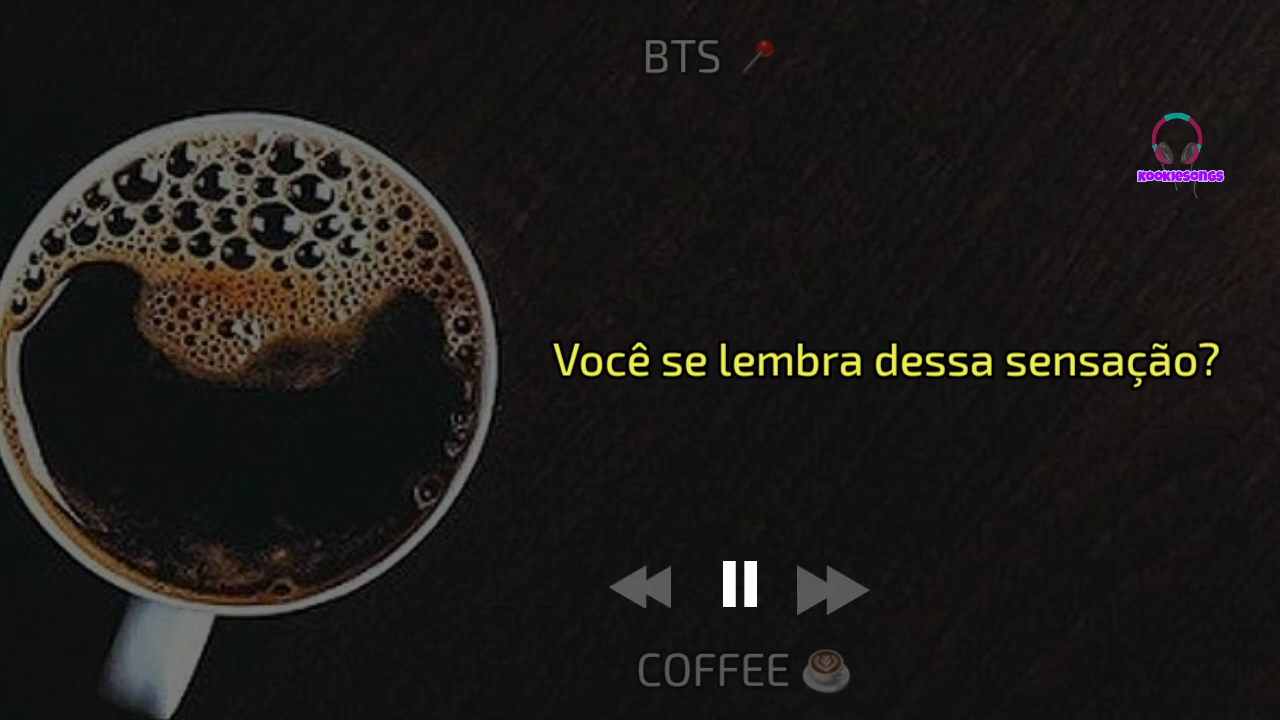 BTS 📍
KOOKIESONGS
Você se lembra dessa sensação?
COFFEE ☕